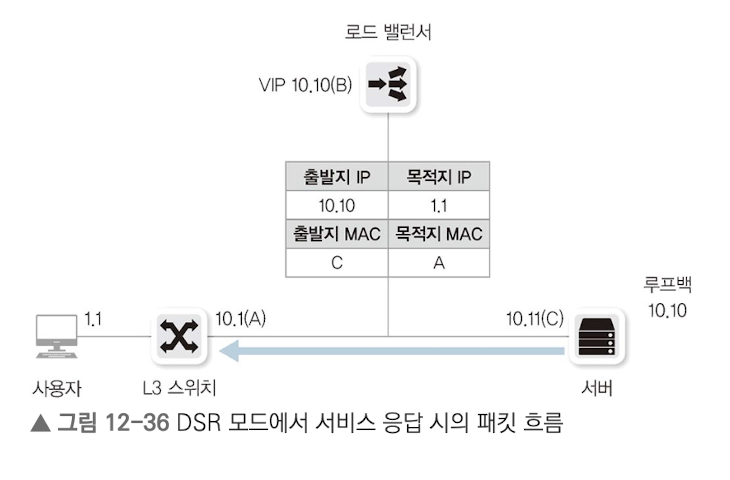 로드 밸런서
VIP 10.10(B)
출발지 IP 목적지 IP
10.10 1.1
출발지 MAC 목적지 MAC
C A
루프백
10.10
1.1 10.1(A) 10.11(C)
사용자 L3 스위치 서버
▲ 그림 12-36 DSR 모드에서 서비스 응답 시의 패킷 흐름